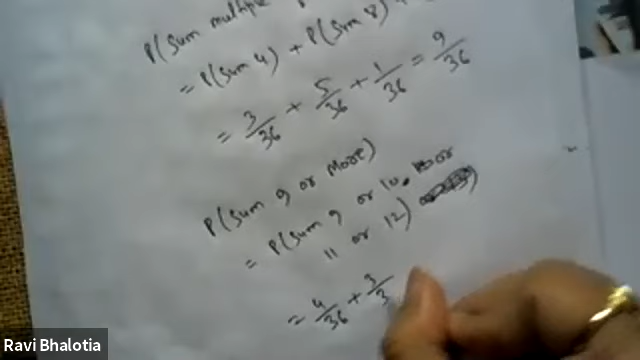 P(sum multiple
= P(sum 4) + P(sum 8)
= 3/36 + 5/36 + 1/36 = 9/36
P(sum 9 or more)
= P(sum 9 or 10 or
11 or 12)
= 4/36 + 3/3
Ravi Bhalotia